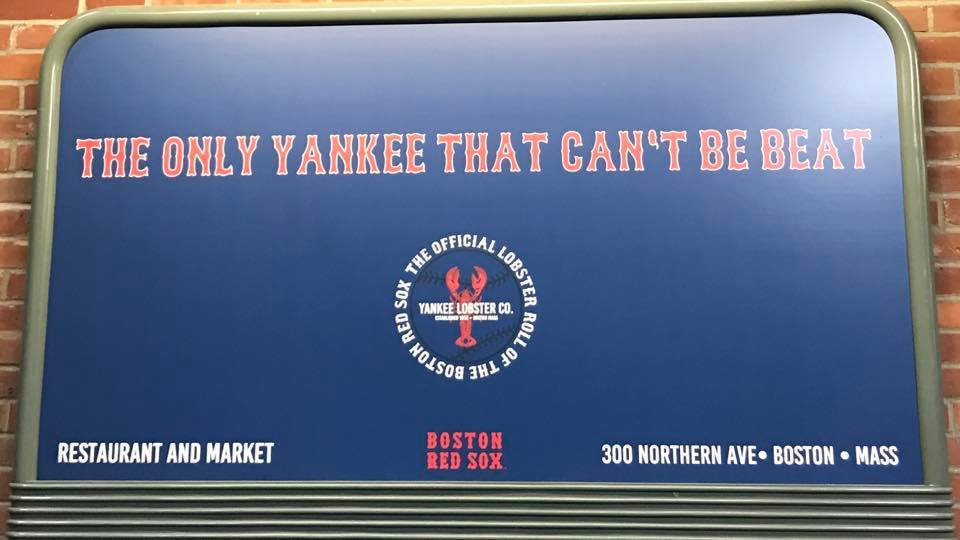 THE ONLY YANKEE THAT CAN'T BE BEAT
THE OFFICIAL LOBSTER ROLL OF THE BOSTON RED SOX
YANKEE LOBSTER CO.
BOSTON
RED SOX
RESTAURANT AND MARKET
300 NORTHERN AVE• BOSTON • MASS